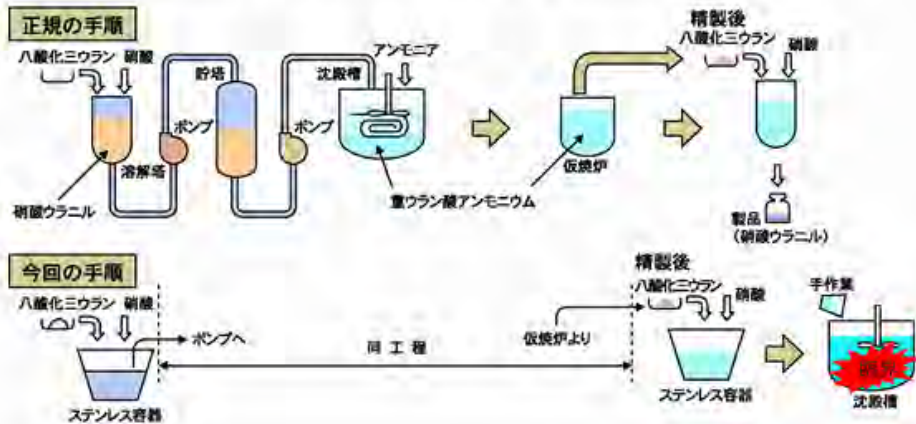 正規の手順
八酸化三ウラン
硝酸
貯塔
沈殿槽
アンモニア
精製後
八酸化三ウラン
硝酸
ポンプ
ポンプ
溶解塔
硝酸ウラニル
重ウラン酸アンモニウム
仮焼炉
製品
(硝酸ウラニル)
今回の手順
八酸化三ウラン
硝酸
ポンプへ
同工程
仮焼炉より
精製後
八酸化三ウラン
硝酸
手作業
ステンレス容器
ステンレス容器
臨界
沈殿槽